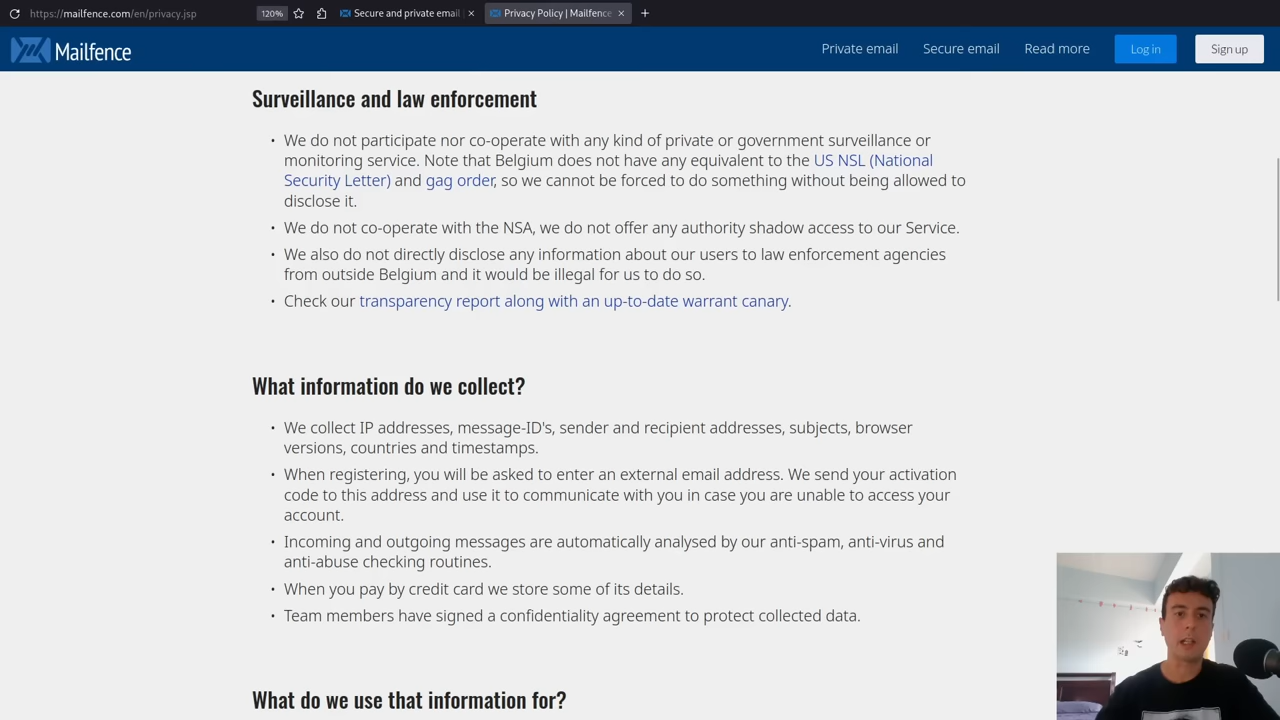 https://mailfence.com/en/privacy.jsp
120%
Secure and private email
Privacy Policy | Mailfence
Mailfence
Private email
Secure email
Read more
Log in
Sign up
Surveillance and law enforcement
• We do not participate nor co-operate with any kind of private or government surveillance or
monitoring service. Note that Belgium does not have any equivalent to the US NSL (National
Security Letter) and gag order, so we cannot be forced to do something without being allowed to
disclose it.
• We do not co-operate with the NSA, we do not offer any authority shadow access to our Service.
• We also do not directly disclose any information about our users to law enforcement agencies
from outside Belgium and it would be illegal for us to do so.
• Check our transparency report along with an up-to-date warrant canary.
What information do we collect?
• We collect IP addresses, message-ID's, sender and recipient addresses, subjects, browser
versions, countries and timestamps.
• When registering, you will be asked to enter an external email address. We send your activation
code to this address and use it to communicate with you in case you are unable to access your
account.
• Incoming and outgoing messages are automatically analysed by our anti-spam, anti-virus and
anti-abuse checking routines.
• When you pay by credit card we store some of its details.
• Team members have signed a confidentiality agreement to protect collected data.
What do we use that information for?